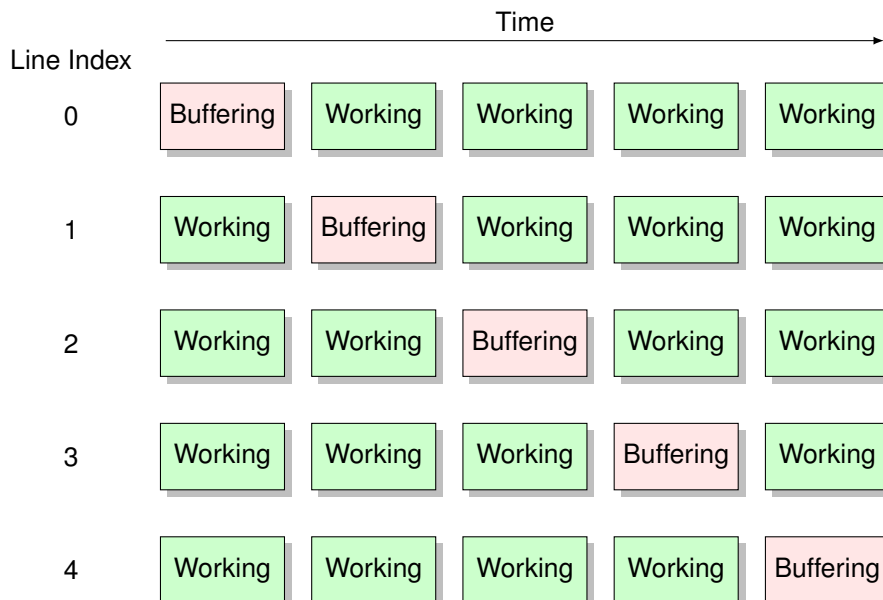 Time
Line Index
0 Buffering Working Working Working Working
1 Working Buffering Working Working Working
2 Working Working Buffering Working Working
3 Working Working Working Buffering Working
4 Working Working Working Working Buffering